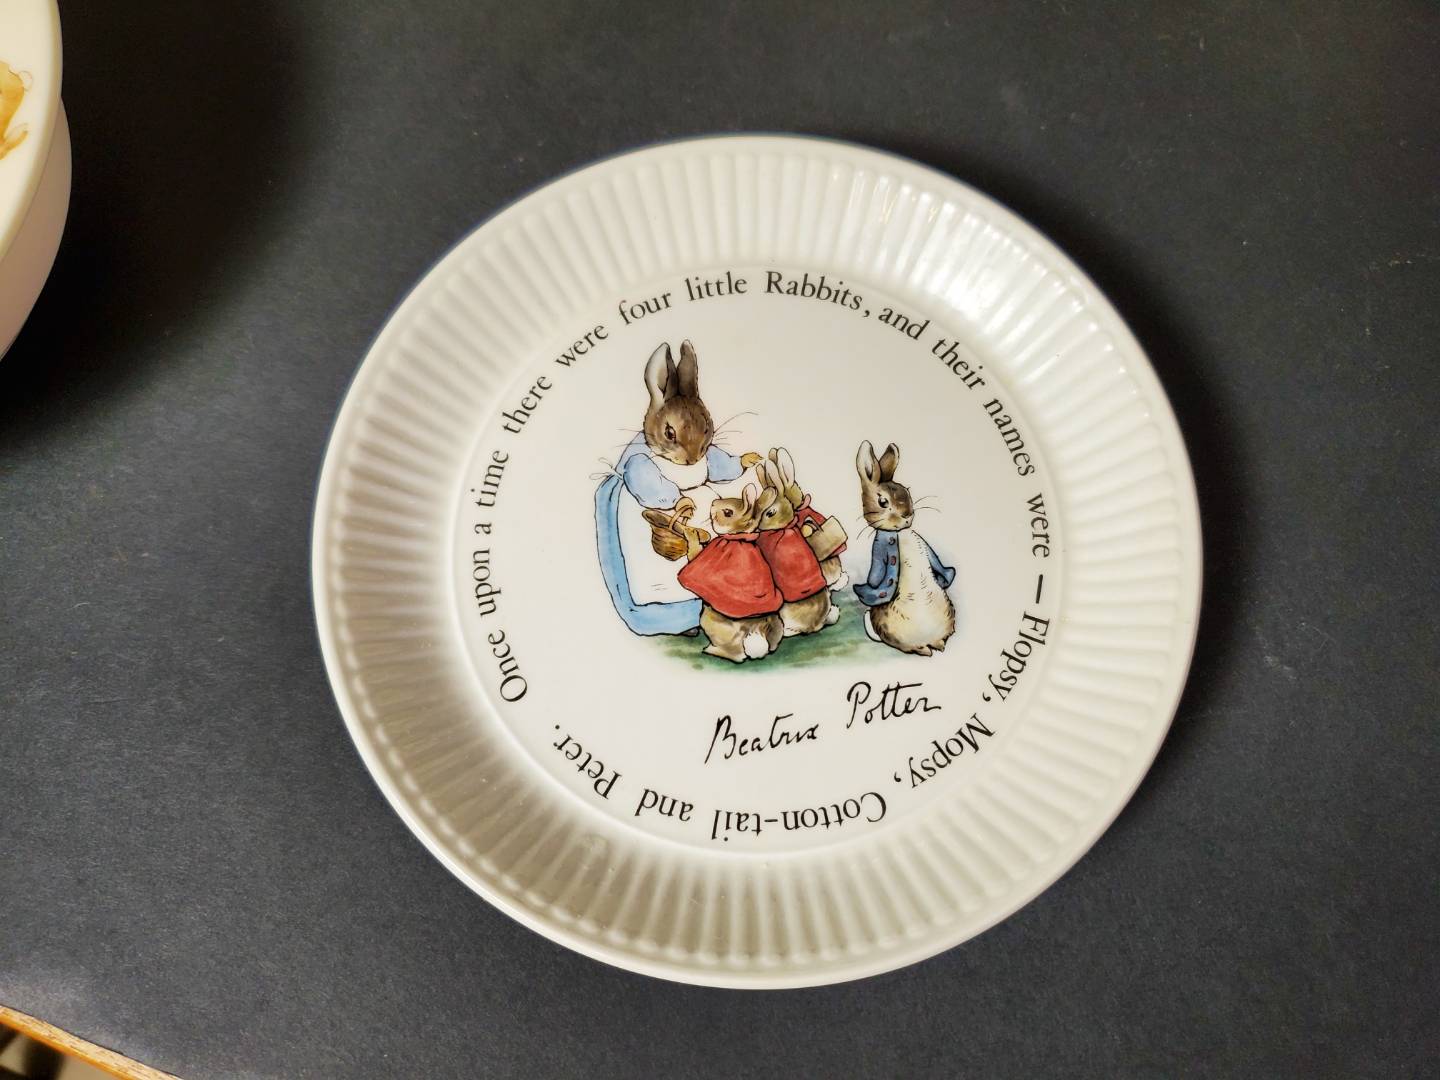 Once upon a time there were four little Rabbits, and their names were — Flopsy, Mopsy, Cotton-tail and Peter.
Beatrix Potter